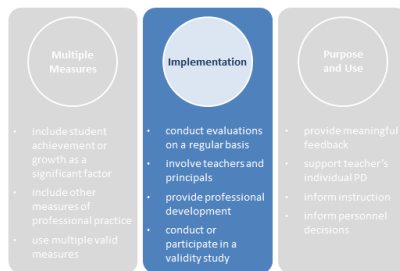 Multiple
Measures
include student
achievement or
growth as a
significant factor
include other
measures of
professional practice
use multiple valid
measures
Implementation
conduct evaluations
on a regular basis
involve teachers and
principals
provide professional
development
conduct or
participate in a
validity study
Purpose
and Use
provide meaningful
feedback
support teacher's
individual PD
inform instruction
inform personnel
decisions